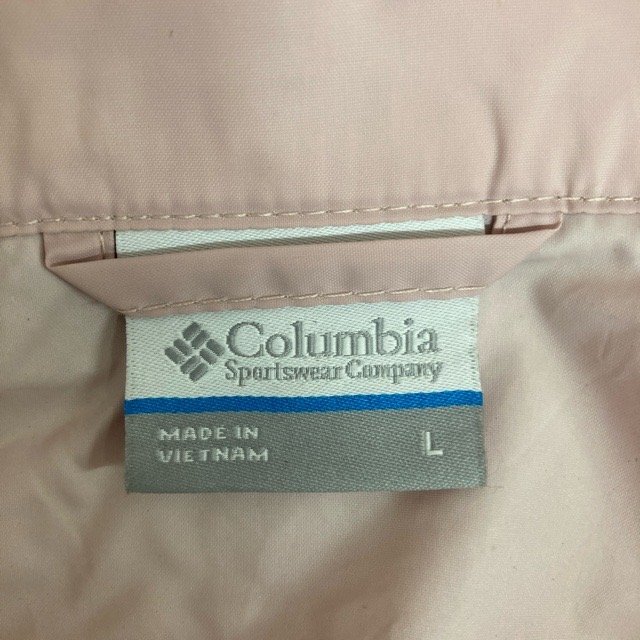 Columbia
Sportswear Company
MADE IN
VIETNAM
L